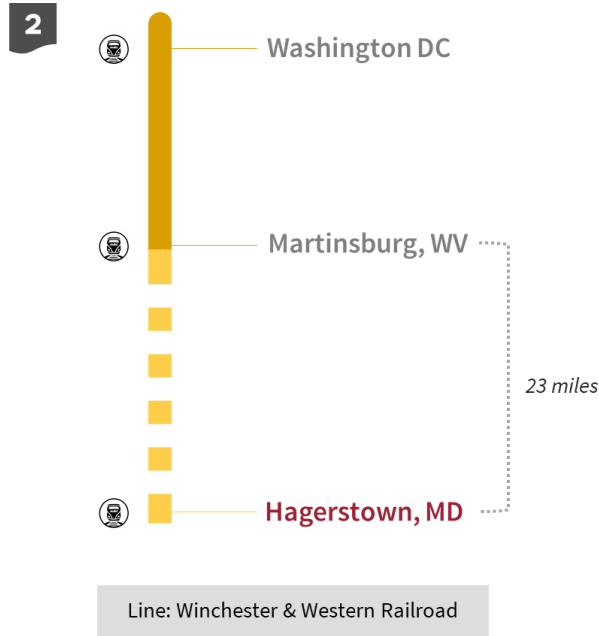 2
Washington DC
Martinsburg, WV
23 miles
Hagerstown, MD
Line: Winchester & Western Railroad